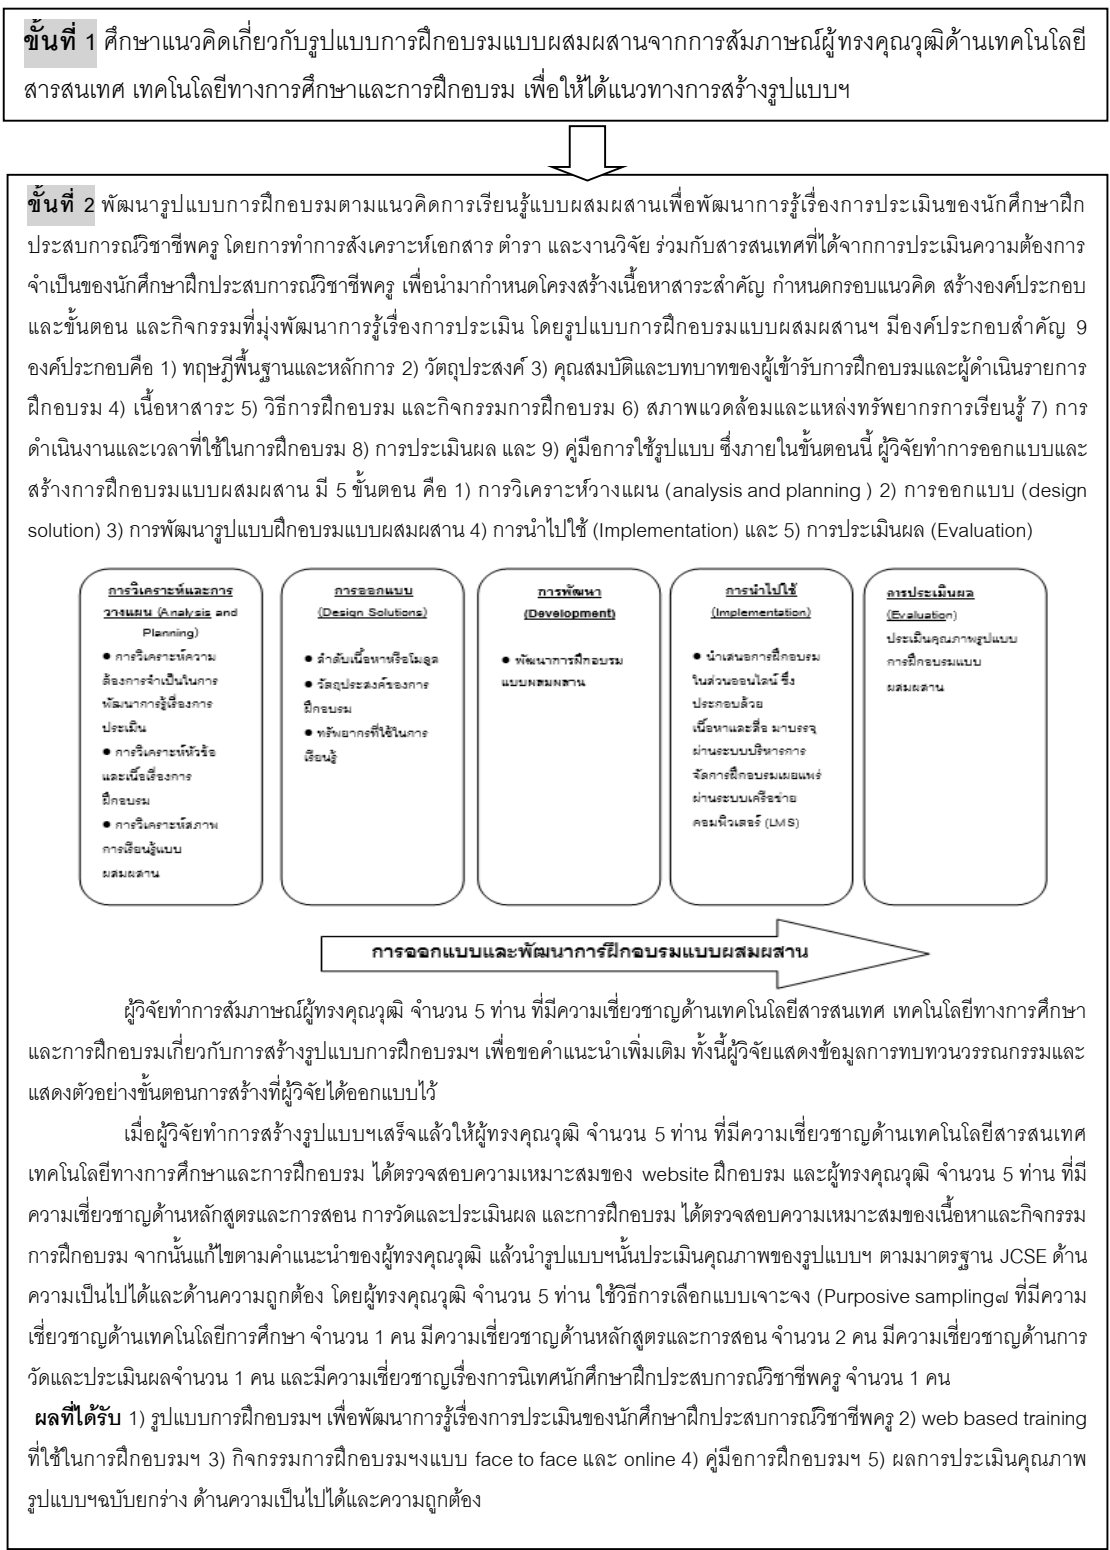 ขั้นที่ 1 ศึกษาแนวคิดเกี่ยวกับรูปแบบการฝึกอบรมแบบผสมผสานจากการสัมภาษณ์ผู้ทรงคุณวุฒิด้านเทคโนโลยี
สารสนเทศ เทคโนโลยีทางการศึกษาและการฝึกอบรม เพื่อให้ได้แนวทางการสร้างรูปแบบฯ
ขั้นที่ 2 พัฒนารูปแบบการฝึกอบรมตามแนวคิดการเรียนรู้แบบผสมผสานเพื่อพัฒนาการรู้เรื่องการประเมินของนักศึกษาฝึก
ประสบการณ์วิชาชีพครู โดยการทำการสังเคราะห์เอกสาร ตำรา และงานวิจัย ร่วมกับสารสนเทศที่ได้จากการประเมินความต้องการ
จำเป็นของนักศึกษาฝึกประสบการณ์วิชาชีพครู เพื่อนำมากำหนดโครงสร้างเนื้อหาสาระสำคัญ กำหนดกรอบแนวคิด สร้างองค์ประกอบ
และขั้นตอน และกิจกรรมที่มุ่งพัฒนาการรู้เรื่องการประเมิน โดยรูปแบบการฝึกอบรมแบบผสมผสานฯ มีองค์ประกอบสำคัญ 9
องค์ประกอบคือ 1) ทฤษฎีพื้นฐานและหลักการ 2) วัตถุประสงค์ 3) คุณสมบัติและบทบาทของผู้เข้ารับการฝึกอบรมและผู้ดำเนินรายการ
ฝึกอบรม 4) เนื้อหาสาระ 5) วิธีการฝึกอบรม และกิจกรรมการฝึกอบรม 6) สภาพแวดล้อมและแหล่งทรัพยากรการเรียนรู้ 7) การ
ดำเนินงานและเวลาที่ใช้ในการฝึกอบรม 8) การประเมินผล และ 9) คู่มือการใช้รูปแบบ ซึ่งภายในขั้นตอนนี้ ผู้วิจัยทำการออกแบบและ
สร้างการฝึกอบรมแบบผสมผสาน มี 5 ขั้นตอน คือ 1) การวิเคราะห์วางแผน (analysis and planning ) 2) การออกแบบ (design
solution) 3) การพัฒนารูปแบบฝึกอบรมแบบผสมผสาน 4) การนำไปใช้ (Implementation) และ 5) การประเมินผล (Evaluation)
การวิเคราะห์และการ
วางแผน (Analysis and
Planning)
● การวิเคราะห์ความ
ต้องการจำเป็นในการ
พัฒนาการรู้เรื่องการ
ประเมิน
● การวิเคราะห์หัวข้อ
และเนื้อเรื่องการ
ฝึกอบรม
● การวิเคราะห์สภาพ
การเรียนรู้แบบ
ผสมผสาน
การออกแบบ
(Design Solutions)
● ลำดับเนื้อหาหรือโมดูล
● วัตถุประสงค์ของการ
ฝึกอบรม
● ทรัพยากรที่ใช้ในการ
เรียนรู้
การพัฒนา
(Development)
● พัฒนาการฝึกอบรม
แบบผสมผสาน
การนำไปใช้
(Implementation)
● นำเสนอการฝึกอบรม
ในส่วนออนไลน์ ซึ่ง
ประกอบด้วย
เนื้อหาและสื่อ มาบรรจุ
ผ่านระบบบริหารการ
จัดการฝึกอบรมเผยแพร่
ผ่านระบบเครือข่าย
คอมพิวเตอร์ (LMS)
การประเมินผล
(Evaluation)
ประเมินคุณภาพรูปแบบ
การฝึกอบรมแบบ
ผสมผสาน
การออกแบบและพัฒนาการฝึกอบรมแบบผสมผสาน
ผู้วิจัยทำการสัมภาษณ์ผู้ทรงคุณวุฒิ จำนวน 5 ท่าน ที่มีความเชี่ยวชาญด้านเทคโนโลยีสารสนเทศ เทคโนโลยีทางการศึกษา
และการฝึกอบรมเกี่ยวกับการสร้างรูปแบบการฝึกอบรมฯ เพื่อขอคำแนะนำเพิ่มเติม ทั้งนี้ผู้วิจัยแสดงข้อมูลการทบทวนวรรณกรรมและ
แสดงตัวอย่างขั้นตอนการสร้างที่ผู้วิจัยได้ออกแบบไว้
เมื่อผู้วิจัยทำการสร้างรูปแบบฯเสร็จแล้วให้ผู้ทรงคุณวุฒิ จำนวน 5 ท่าน ที่มีความเชี่ยวชาญด้านเทคโนโลยีสารสนเทศ
เทคโนโลยีทางการศึกษาและการฝึกอบรม ได้ตรวจสอบความเหมาะสมของ website ฝึกอบรม และผู้ทรงคุณวุฒิ จำนวน 5 ท่าน ที่มี
ความเชี่ยวชาญด้านหลักสูตรและการสอน การวัดและประเมินผล และการฝึกอบรม ได้ตรวจสอบความเหมาะสมของเนื้อหาและกิจกรรม
การฝึกอบรม จากนั้นแก้ไขตามคำแนะนำของผู้ทรงคุณวุฒิ แล้วนำรูปแบบฯนั้นประเมินคุณภาพของรูปแบบฯ ตามมาตรฐาน JCSE ด้าน
ความเป็นไปได้และด้านความถูกต้อง โดยผู้ทรงคุณวุฒิ จำนวน 5 ท่าน ใช้วิธีการเลือกแบบเจาะจง (Purposive sampling๗ ที่มีความ
เชี่ยวชาญด้านเทคโนโลยีการศึกษา จำนวน 1 คน มีความเชี่ยวชาญด้านหลักสูตรและการสอน จำนวน 2 คน มีความเชี่ยวชาญด้านการ
วัดและประเมินผลจำนวน 1 คน และมีความเชี่ยวชาญเรื่องการนิเทศนักศึกษาฝึกประสบการณ์วิชาชีพครู จำนวน 1 คน
ผลที่ได้รับ 1) รูปแบบการฝึกอบรมฯ เพื่อพัฒนาการรู้เรื่องการประเมินของนักศึกษาฝึกประสบการณ์วิชาชีพครู 2) web based training
ที่ใช้ในการฝึกอบรมฯ 3) กิจกรรมการฝึกอบรมฯงแบบ face to face และ online 4) คู่มือการฝึกอบรมฯ 5) ผลการประเมินคุณภาพ
รูปแบบฯฉบับยกร่าง ด้านความเป็นไปได้และความถูกต้อง